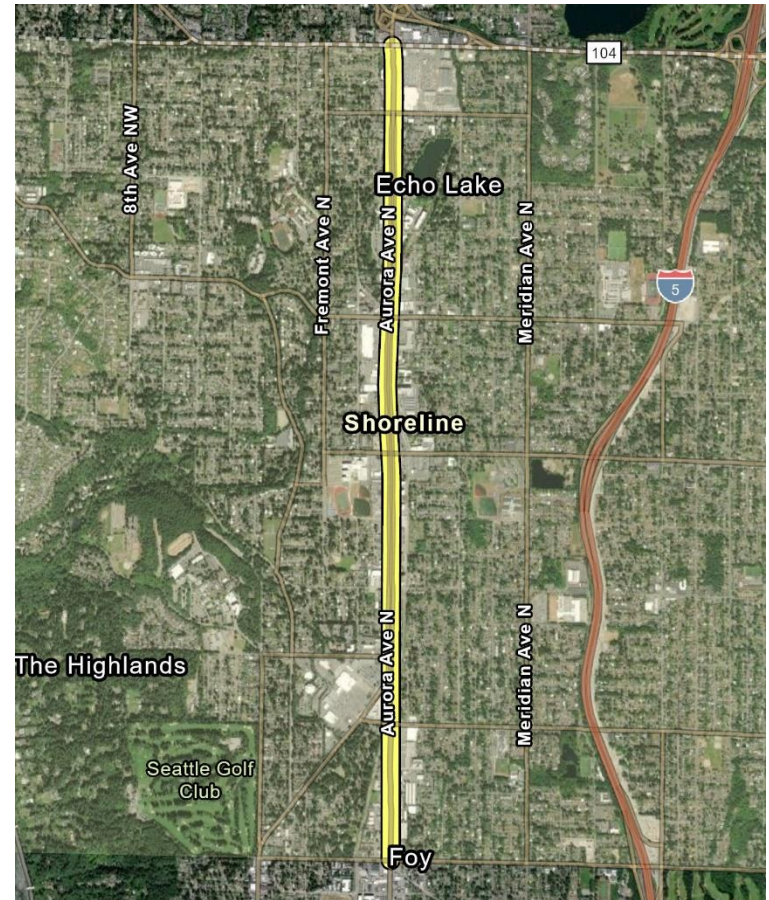 104
8th Ave NW
Echo Lake
Fremont Ave N
Aurora Ave N
Meridian Ave N
5
Shoreline
Aurora Ave N
Meridian Ave N
The Highlands
Seattle Golf
Club
Foy